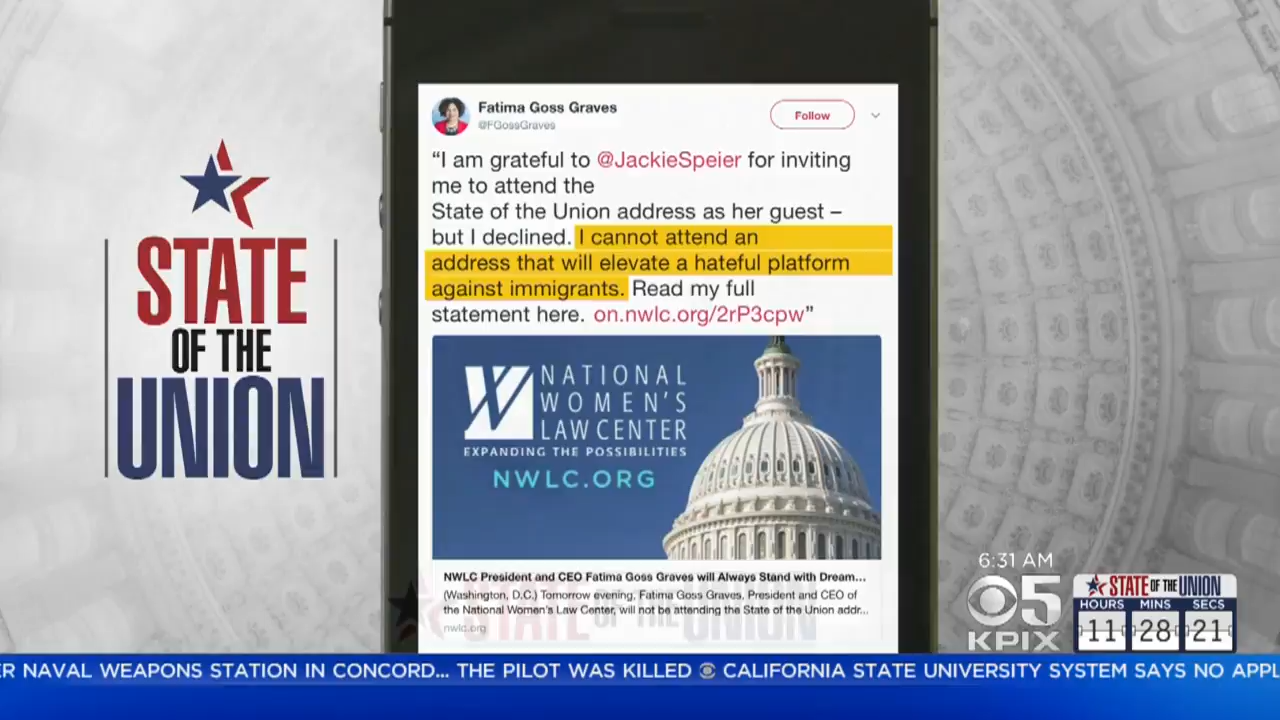 STATE
OF THE
UNION
Fatima Goss Graves
@FGossGraves
Follow
“I am grateful to @JackieSpeier for inviting
me to attend the
State of the Union address as her guest –
but I declined. I cannot attend an
address that will elevate a hateful platform
against immigrants. Read my full
statement here. on.nwlc.org/2rP3cpw”
NATIONAL
WOMEN'S
LAW CENTER
EXPANDING THE POSSIBILITIES
NWLC.ORG
NWLC President and CEO Fatima Goss Graves will Always Stand with Dream...
(Washington, D.C.) Tomorrow evening, Fatima Goss Graves, President and CEO of
the National Women's Law Center, will not be attending the State of the Union addr...
nwlc.org
STATE OF THE UNION
6:31 AM
5
KPIX
STATE OF THE UNION
HOURS MINS SECS
11 28 21
ER NAVAL WEAPONS STATION IN CONCORD... THE PILOT WAS KILLED CALIFORNIA STATE UNIVERSITY SYSTEM SAYS NO APPL